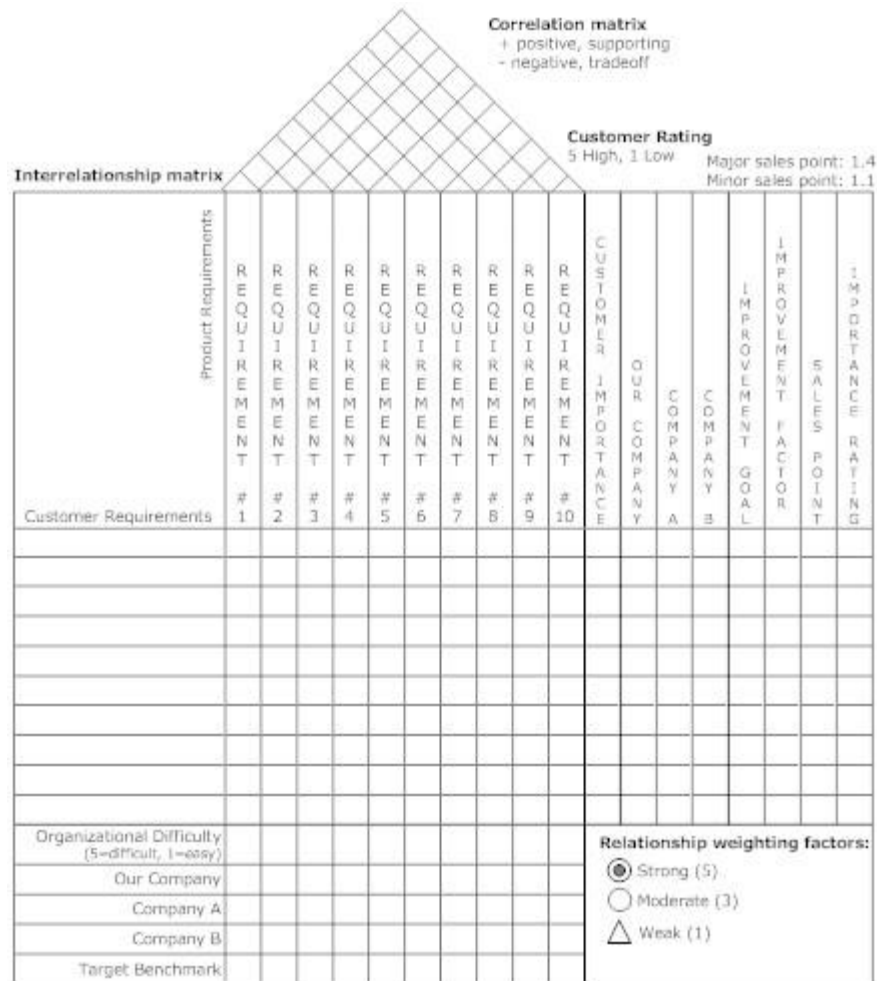 Correlation matrix
+ positive, supporting
- negative, tradeoff
Customer Rating
5 High, 1 Low
Major sales point: 1.4
Minor sales point: 1.1
Interrelationship matrix
Product Requirements
Customer Requirements
REQUIREMENT #1
REQUIREMENT #2
REQUIREMENT #3
REQUIREMENT #4
REQUIREMENT #5
REQUIREMENT #6
REQUIREMENT #7
REQUIREMENT #8
REQUIREMENT #9
REQUIREMENT #10
CUSTOMER IMPORTANCE
OUR COMPANY
COMPANY A
COMPANY B
IMPROVEMENT GOAL
IMPROVEMENT FACTOR
SALES POINT
IMPORTANCE RATING
Organizational Difficulty
(5=difficult, 1=easy)
Our Company
Company A
Company B
Target Benchmark
Relationship weighting factors:
Strong (5)
Moderate (3)
Weak (1)